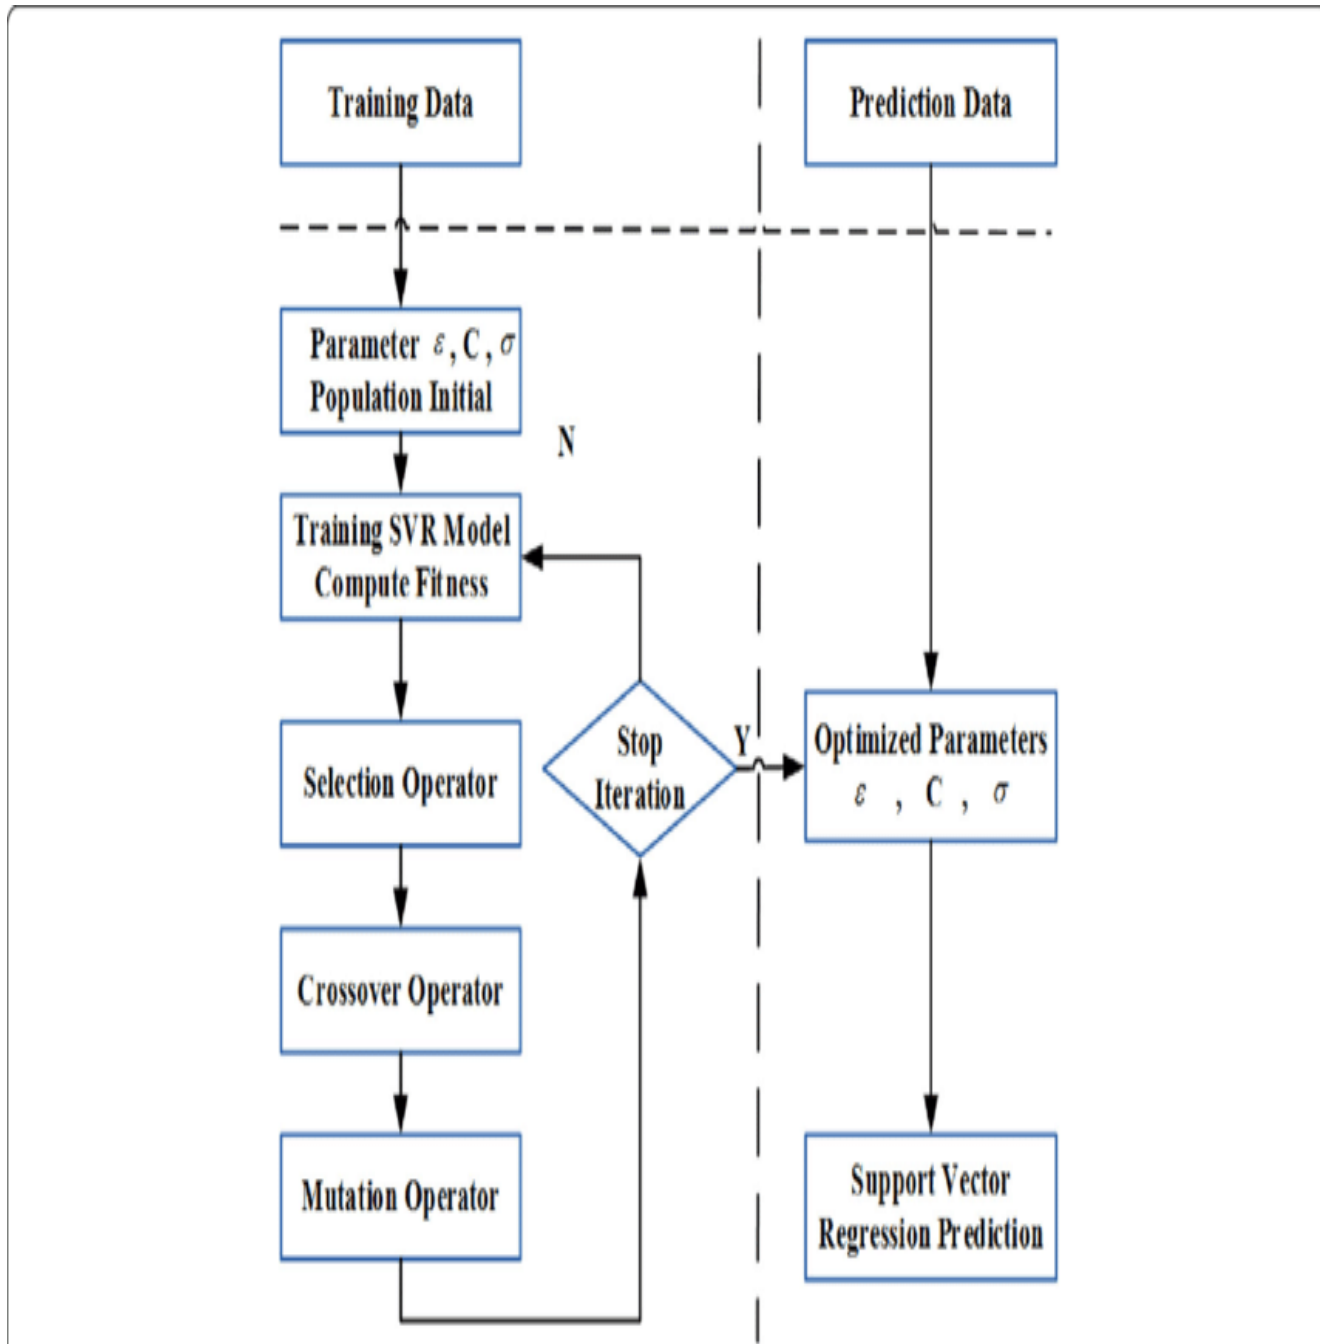 Training Data
Prediction Data
Parameter ε , C , σ
Population Initial
N
Training SVR Model
Compute Fitness
Selection Operator
Stop
Iteration
Y
Optimized Parameters
ε , C , σ
Crossover Operator
Mutation Operator
Support Vector
Regression Prediction